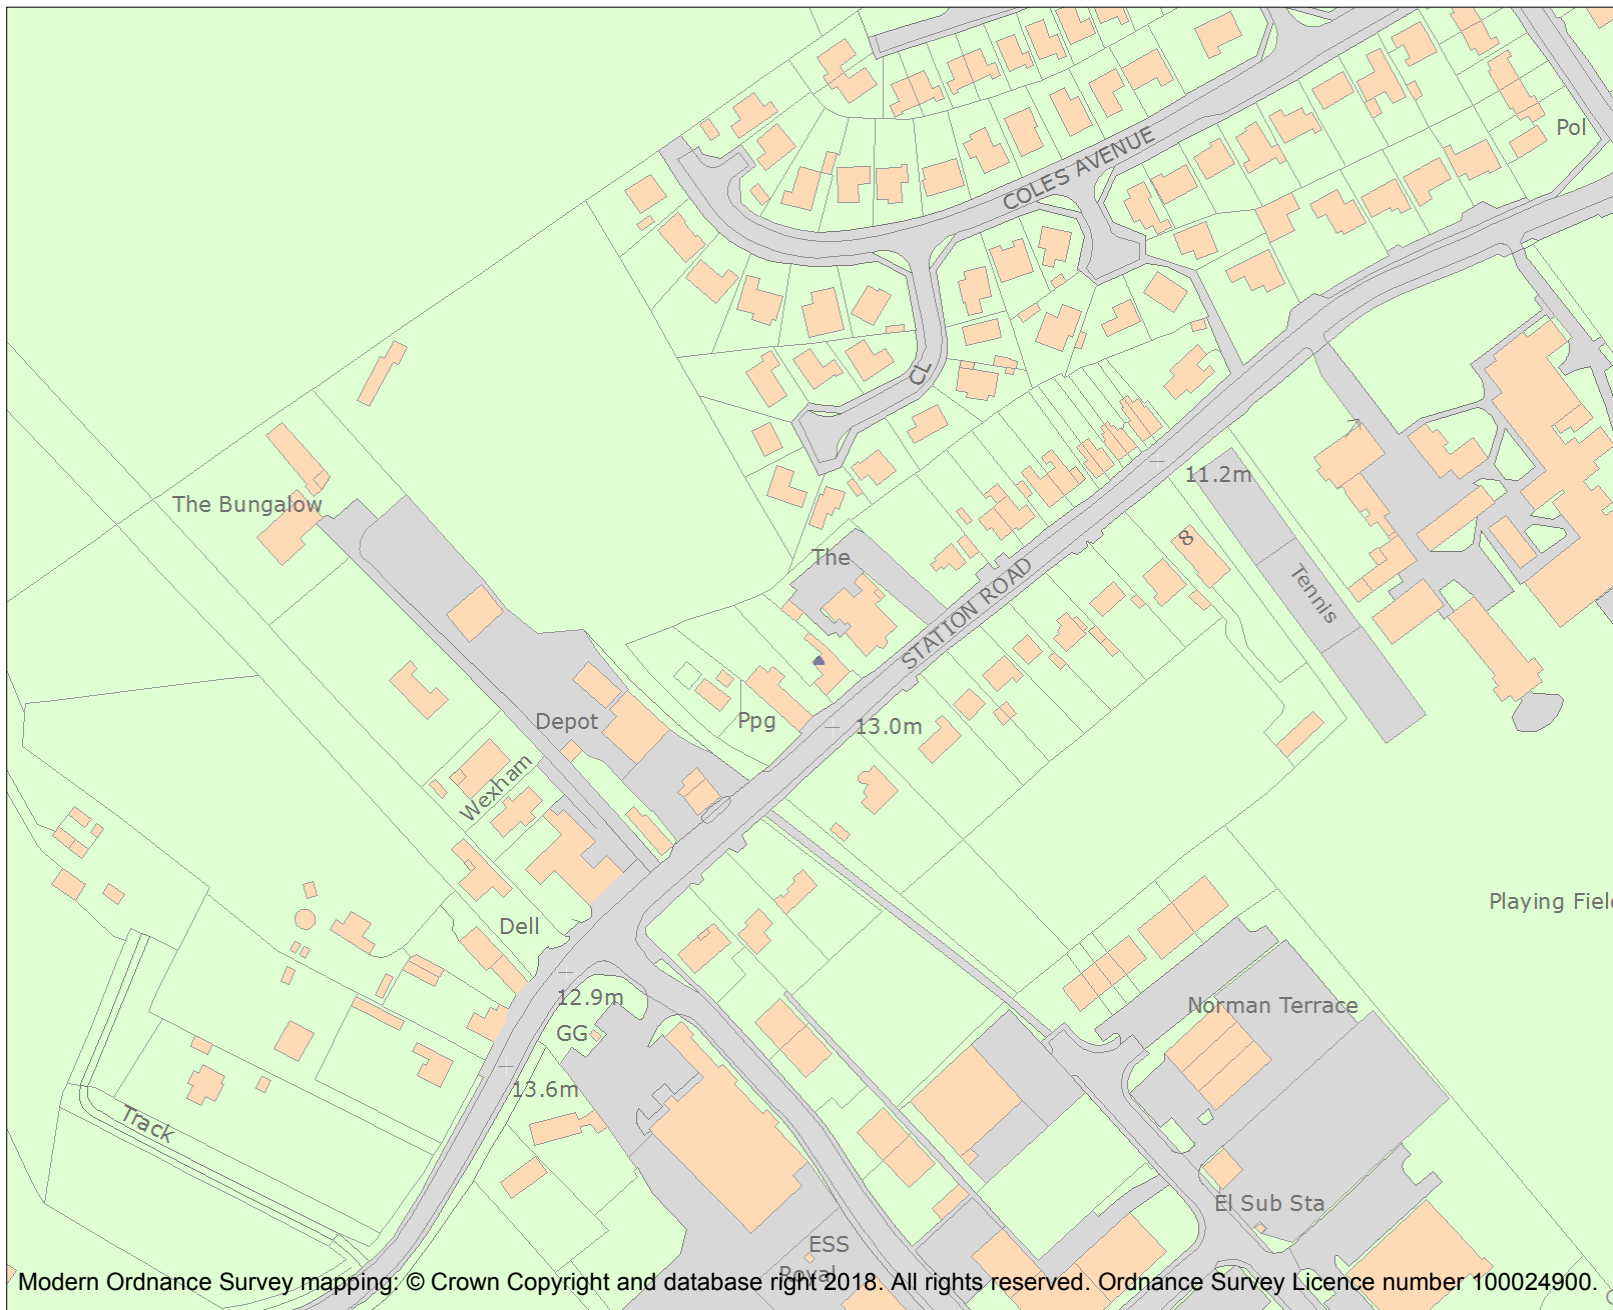 Pol
COLES AVENUE
CL
The Bungalow
11.2m
8
The
Tennis
STATION ROAD
Depot
Ppg
13.0m
Wexham
Playing Fiel
Dell
12.9m
Norman Terrace
GG
13.6m
Track
El Sub Sta
ESS
Royal
Modern Ordnance Survey mapping: © Crown Copyright and database right 2018. All rights reserved. Ordnance Survey Licence number 100024900.